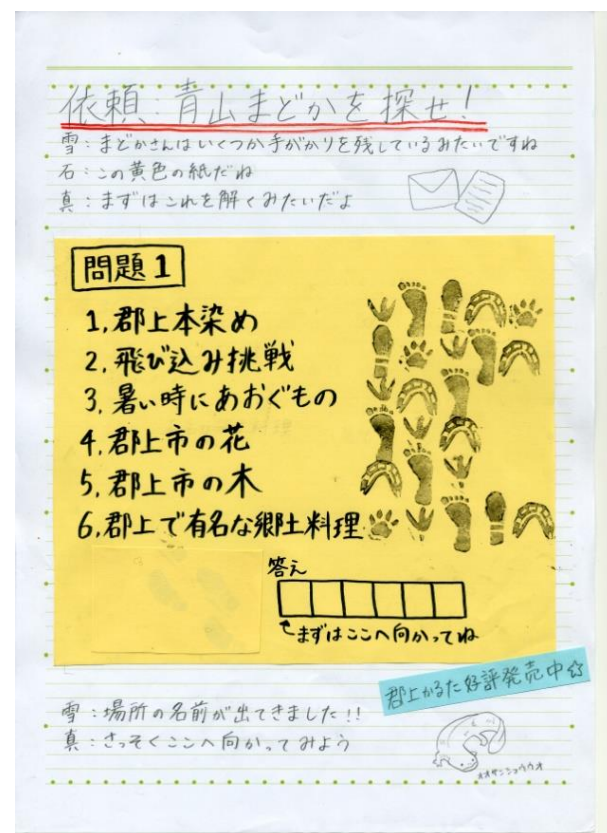 依頼:青山まどかを探せ!
雪:まどかさんはいくつか手がかりを残しているみたいですね
石:この黄色の紙だね
真:まずはこれを解くみたいだよ
問題1
1.郡上本染め
2.飛び込み挑戦
3.暑い時にあおぐもの
4.郡上市の花
5.郡上市の木
6.郡上で有名な郷土料理
答え
まずはここへ向かってね
郡上かるた好評発売中☆
雪:場所の名前が出てきました!!
真:さっそくここへ向かってみよう
オオサンショウウオ